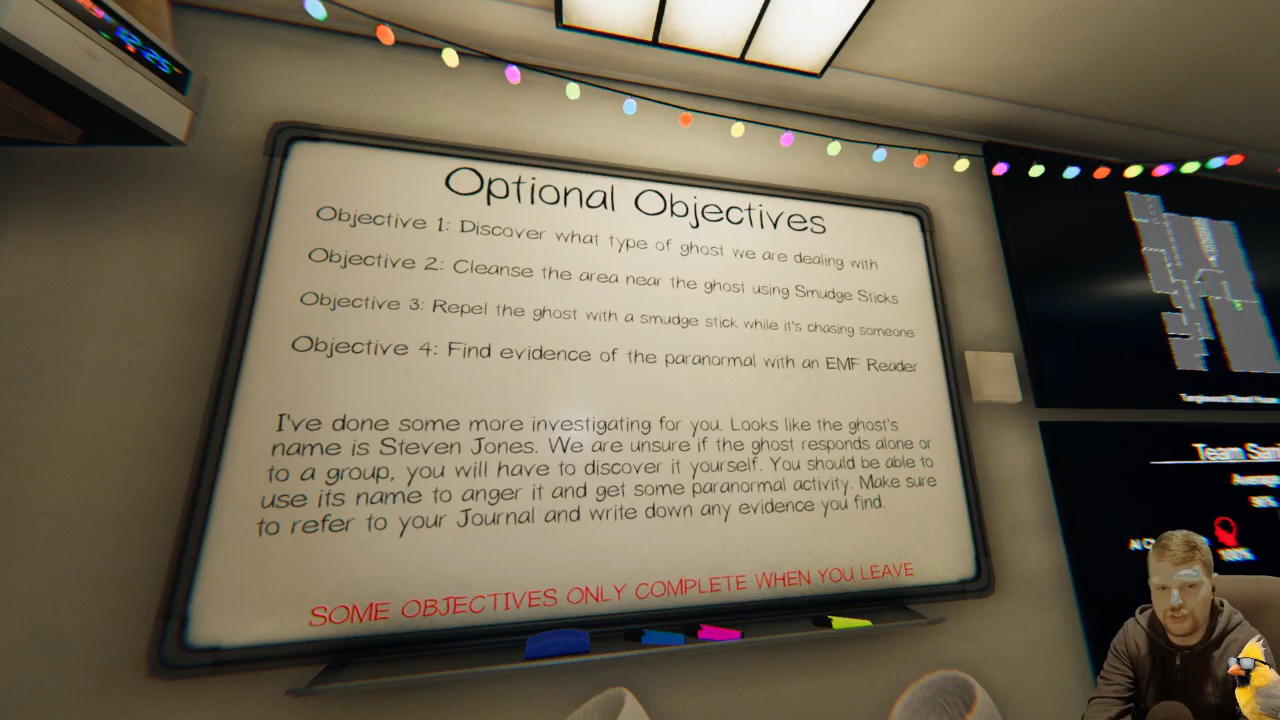 12:25
Optional Objectives
Objective 1: Discover what type of ghost we are dealing with
Objective 2: Cleanse the area near the ghost using Smudge Sticks
Objective 3: Repel the ghost with a smudge stick while it's chasing someone
Objective 4: Find evidence of the paranormal with an EMF Reader
I've done some more investigating for you. Looks like the ghost's
name is Steven Jones. We are unsure if the ghost responds alone or
to a group, you will have to discover it yourself. You should be able to
use its name to anger it and get some paranormal activity. Make sure
to refer to your Journal and write down any evidence you find.
SOME OBJECTIVES ONLY COMPLETE WHEN YOU LEAVE
Team